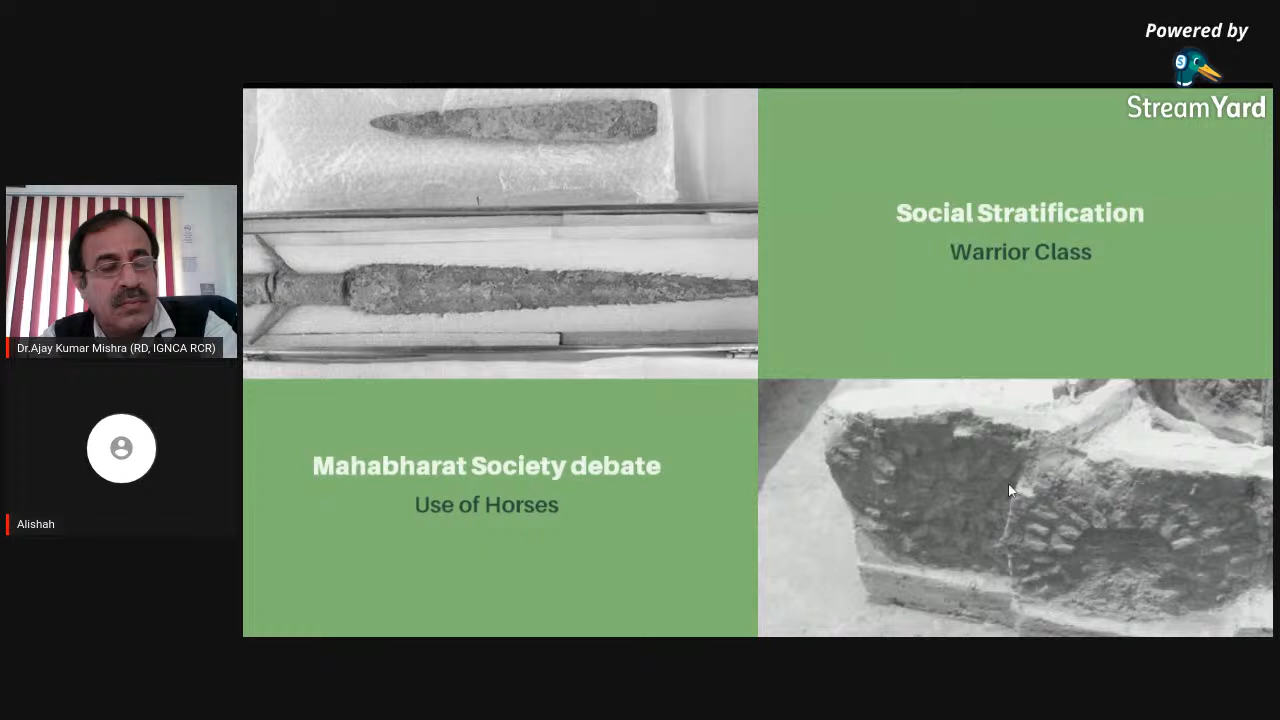 Powered by
StreamYard
Social Stratification
Warrior Class
Dr.Ajay Kumar Mishra (RD, IGNCA RCR)
Mahabharat Society debate
Use of Horses
Alishah